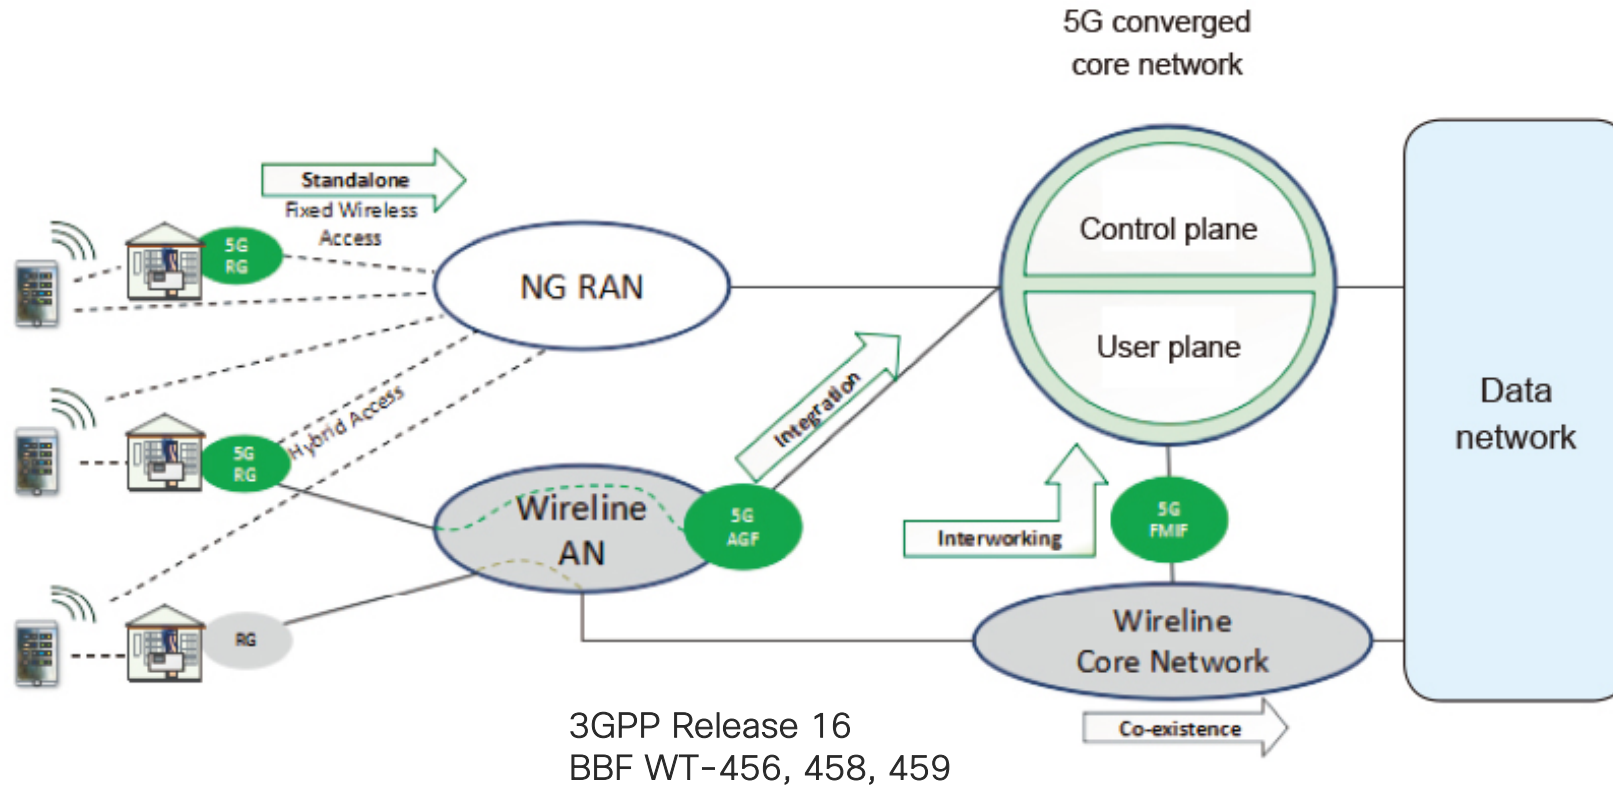 5G converged
core network
Standalone
Fixed Wireless
Access
5G
RG
NG RAN
Control plane
User plane
Data
network
Integration
Hybrid Access
5G
RG
Wireline
AN
5G
AGF
Interworking
5G
FMIF
RG
Wireline
Core Network
Co-existence
3GPP Release 16
BBF WT-456, 458, 459